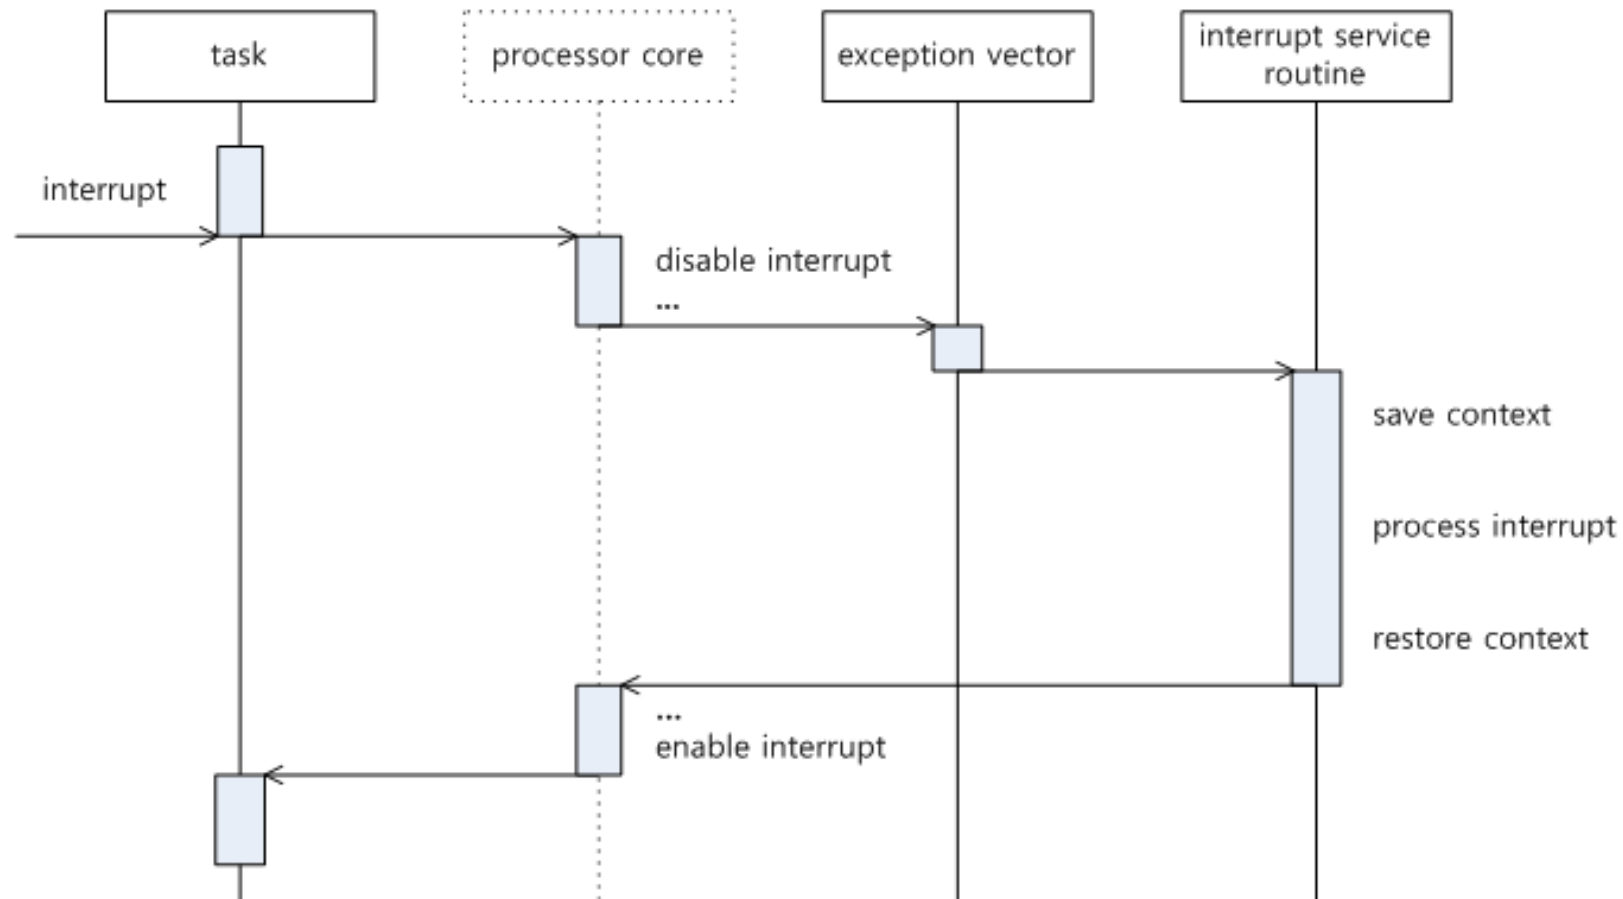 task
processor core
exception vector
interrupt service
routine
interrupt
disable interrupt
...
save context
process interrupt
restore context
...
enable interrupt